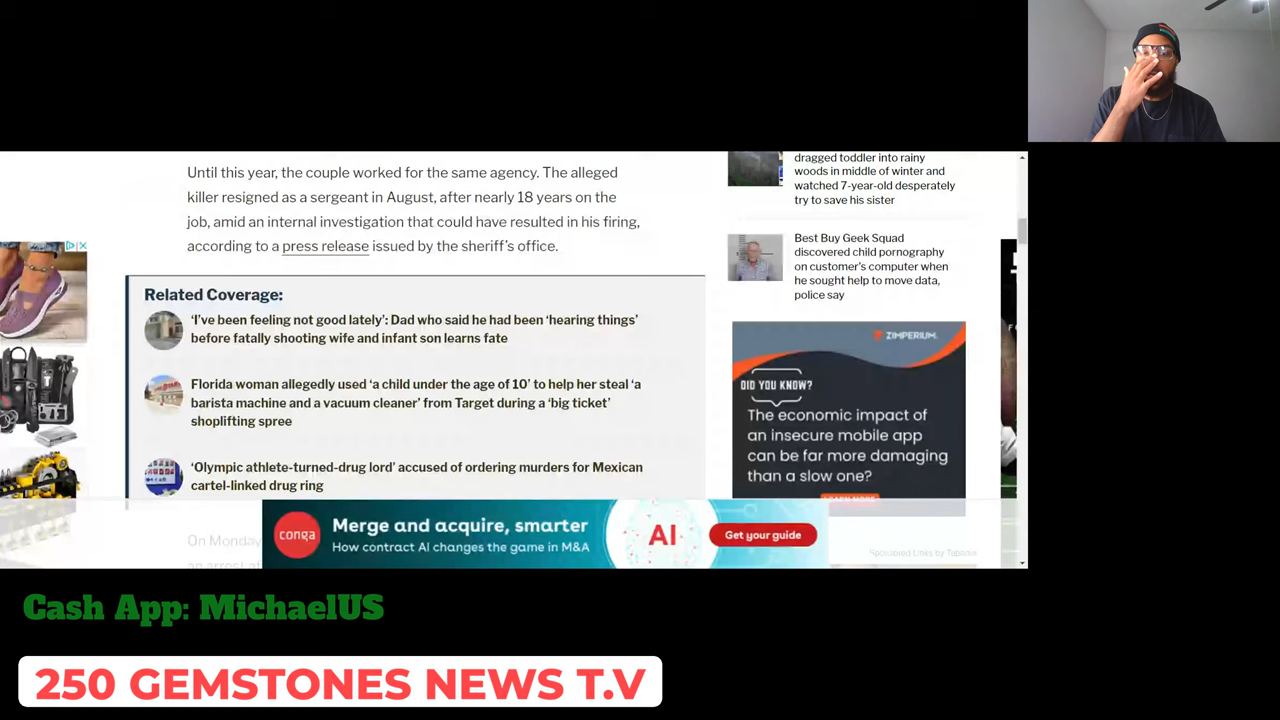 Until this year, the couple worked for the same agency. The alleged
killer resigned as a sergeant in August, after nearly 18 years on the
job, amid an internal investigation that could have resulted in his firing,
according to a press release issued by the sheriff's office.
Related Coverage:
'I've been feeling not good lately': Dad who said he had been 'hearing things'
before fatally shooting wife and infant son learns fate
Florida woman allegedly used 'a child under the age of 10' to help her steal 'a
barista machine and a vacuum cleaner' from Target during a 'big ticket'
shoplifting spree
'Olympic athlete-turned-drug lord' accused of ordering murders for Mexican
cartel-linked drug ring
On Monday
dragged toddler into rainy
woods in middle of winter and
watched 7-year-old desperately
try to save his sister
Best Buy Geek Squad
discovered child pornography
on customer's computer when
he sought help to move data,
police say
ZIMPERIUM.
DID YOU KNOW?
The economic impact of
an insecure mobile app
can be far more damaging
than a slow one?
LEARN MORE
conga
Merge and acquire, smarter
How contract AI changes the game in M&A
AI
Get your guide
Sponsored Links by Taboola
Cash App: MichaelUS
250 GEMSTONES NEWS T.V